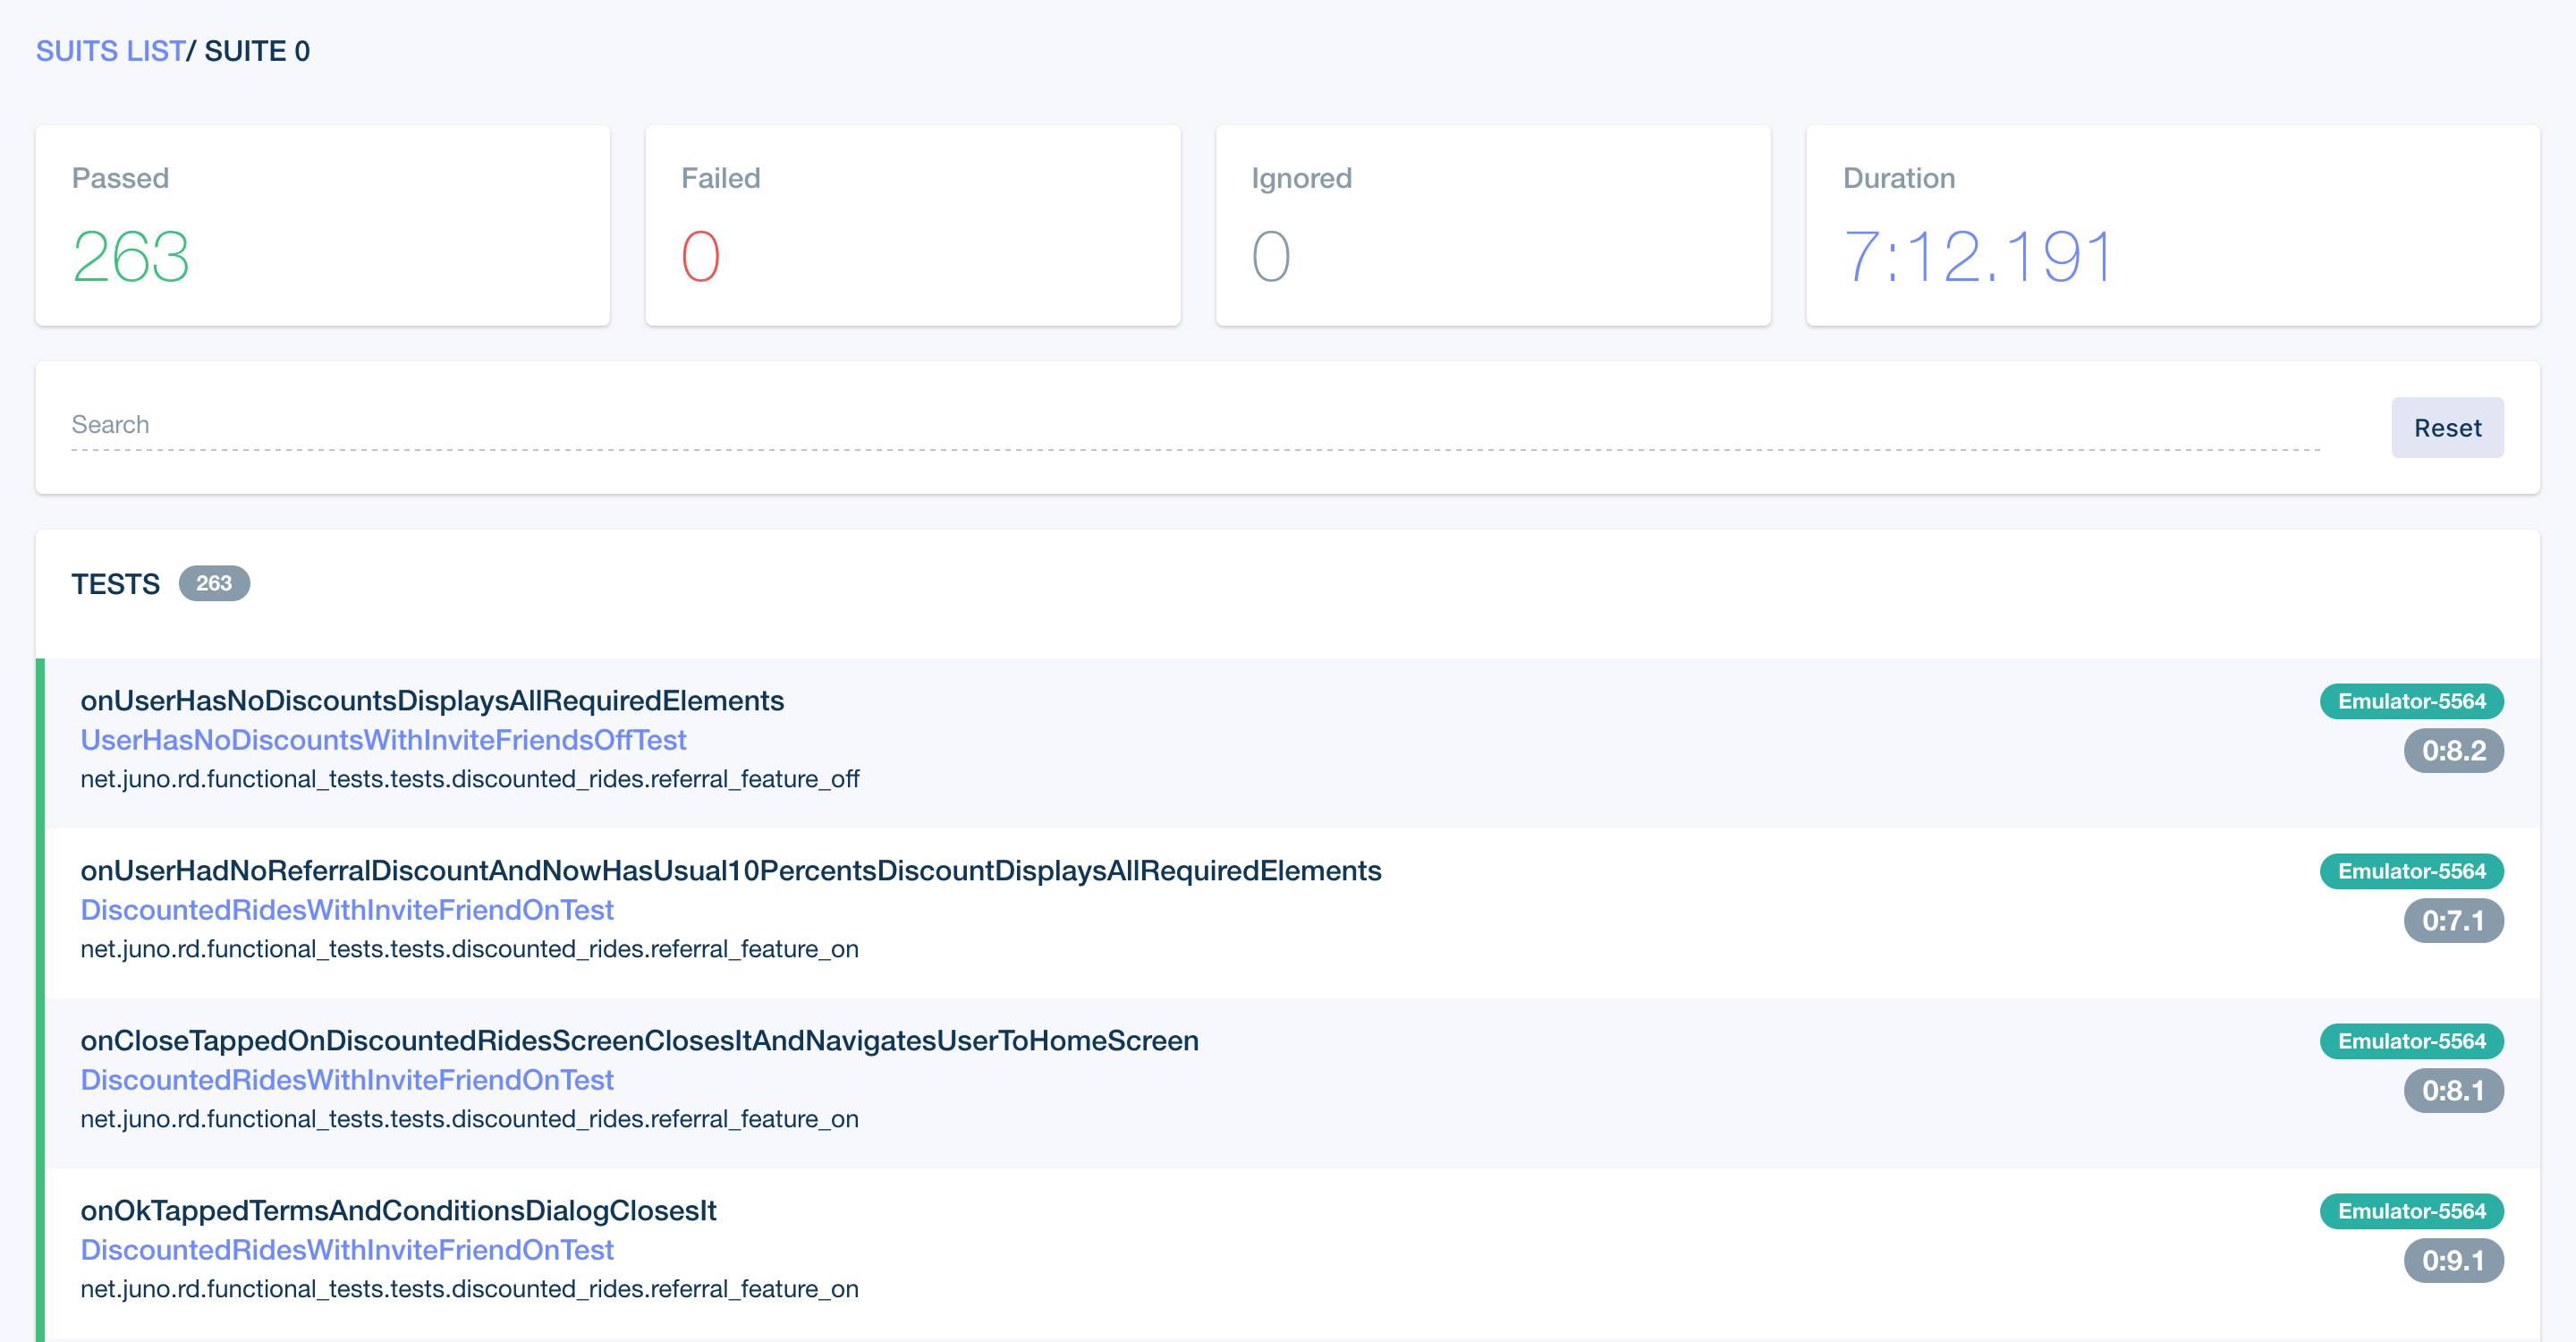 SUITS LIST/ SUITE 0
Passed
263
Failed
0
Ignored
0
Duration
7:12.191
Search
Reset
TESTS 263
onUserHasNoDiscountsDisplaysAllRequiredElements
UserHasNoDiscountsWithInviteFriendsOffTest
net.juno.rd.functional_tests.tests.discounted_rides.referral_feature_off
Emulator-5564
0:8.2
onUserHadNoReferralDiscountAndNowHasUsual10PercentsDiscountDisplaysAllRequiredElements
DiscountedRidesWithInviteFriendOnTest
net.juno.rd.functional_tests.tests.discounted_rides.referral_feature_on
Emulator-5564
0:7.1
onCloseTappedOnDiscountedRidesScreenClosesItAndNavigatesUserToHomeScreen
DiscountedRidesWithInviteFriendOnTest
net.juno.rd.functional_tests.tests.discounted_rides.referral_feature_on
Emulator-5564
0:8.1
onOkTappedTermsAndConditionsDialogClosesIt
DiscountedRidesWithInviteFriendOnTest
net.juno.rd.functional_tests.tests.discounted_rides.referral_feature_on
Emulator-5564
0:9.1